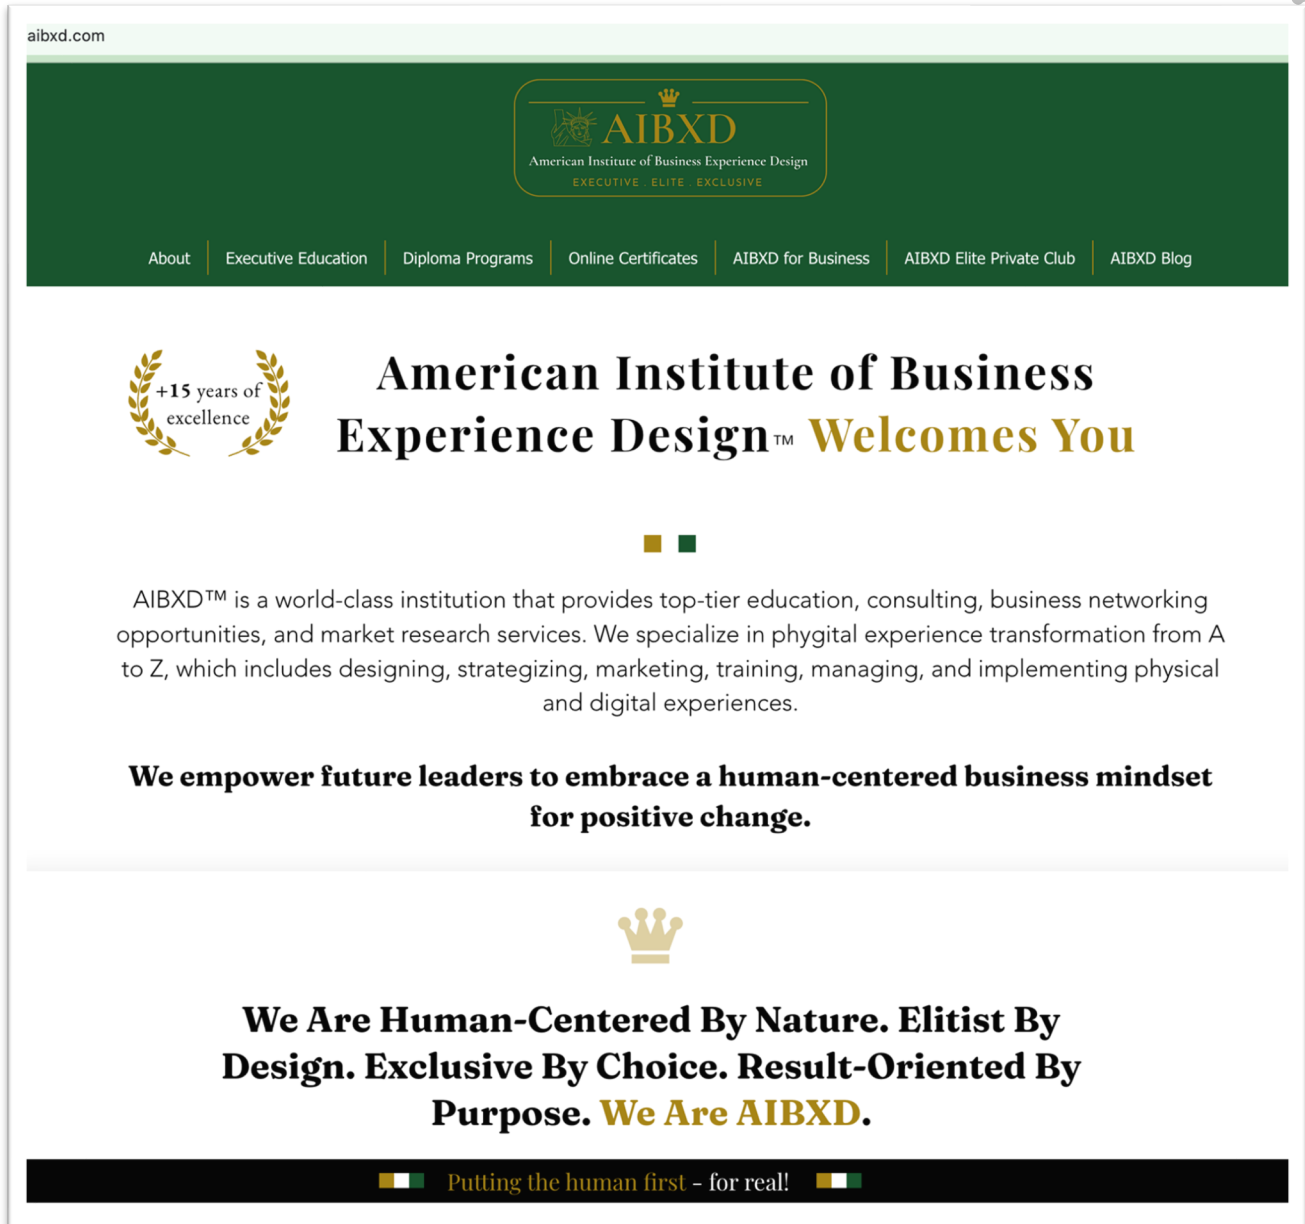 aibxd.com
AIBXD
American Institute of Business Experience Design
EXECUTIVE . ELITE . EXCLUSIVE
About
Executive Education
Diploma Programs
Online Certificates
AIBXD for Business
AIBXD Elite Private Club
AIBXD Blog
+15 years of
excellence
American Institute of Business
Experience Design™ Welcomes You
AIBXD™ is a world-class institution that provides top-tier education, consulting, business networking
opportunities, and market research services. We specialize in phygital experience transformation from A
to Z, which includes designing, strategizing, marketing, training, managing, and implementing physical
and digital experiences.
We empower future leaders to embrace a human-centered business mindset
for positive change.
We Are Human-Centered By Nature. Elitist By
Design. Exclusive By Choice. Result-Oriented By
Purpose. We Are AIBXD.
Putting the human first - for real!